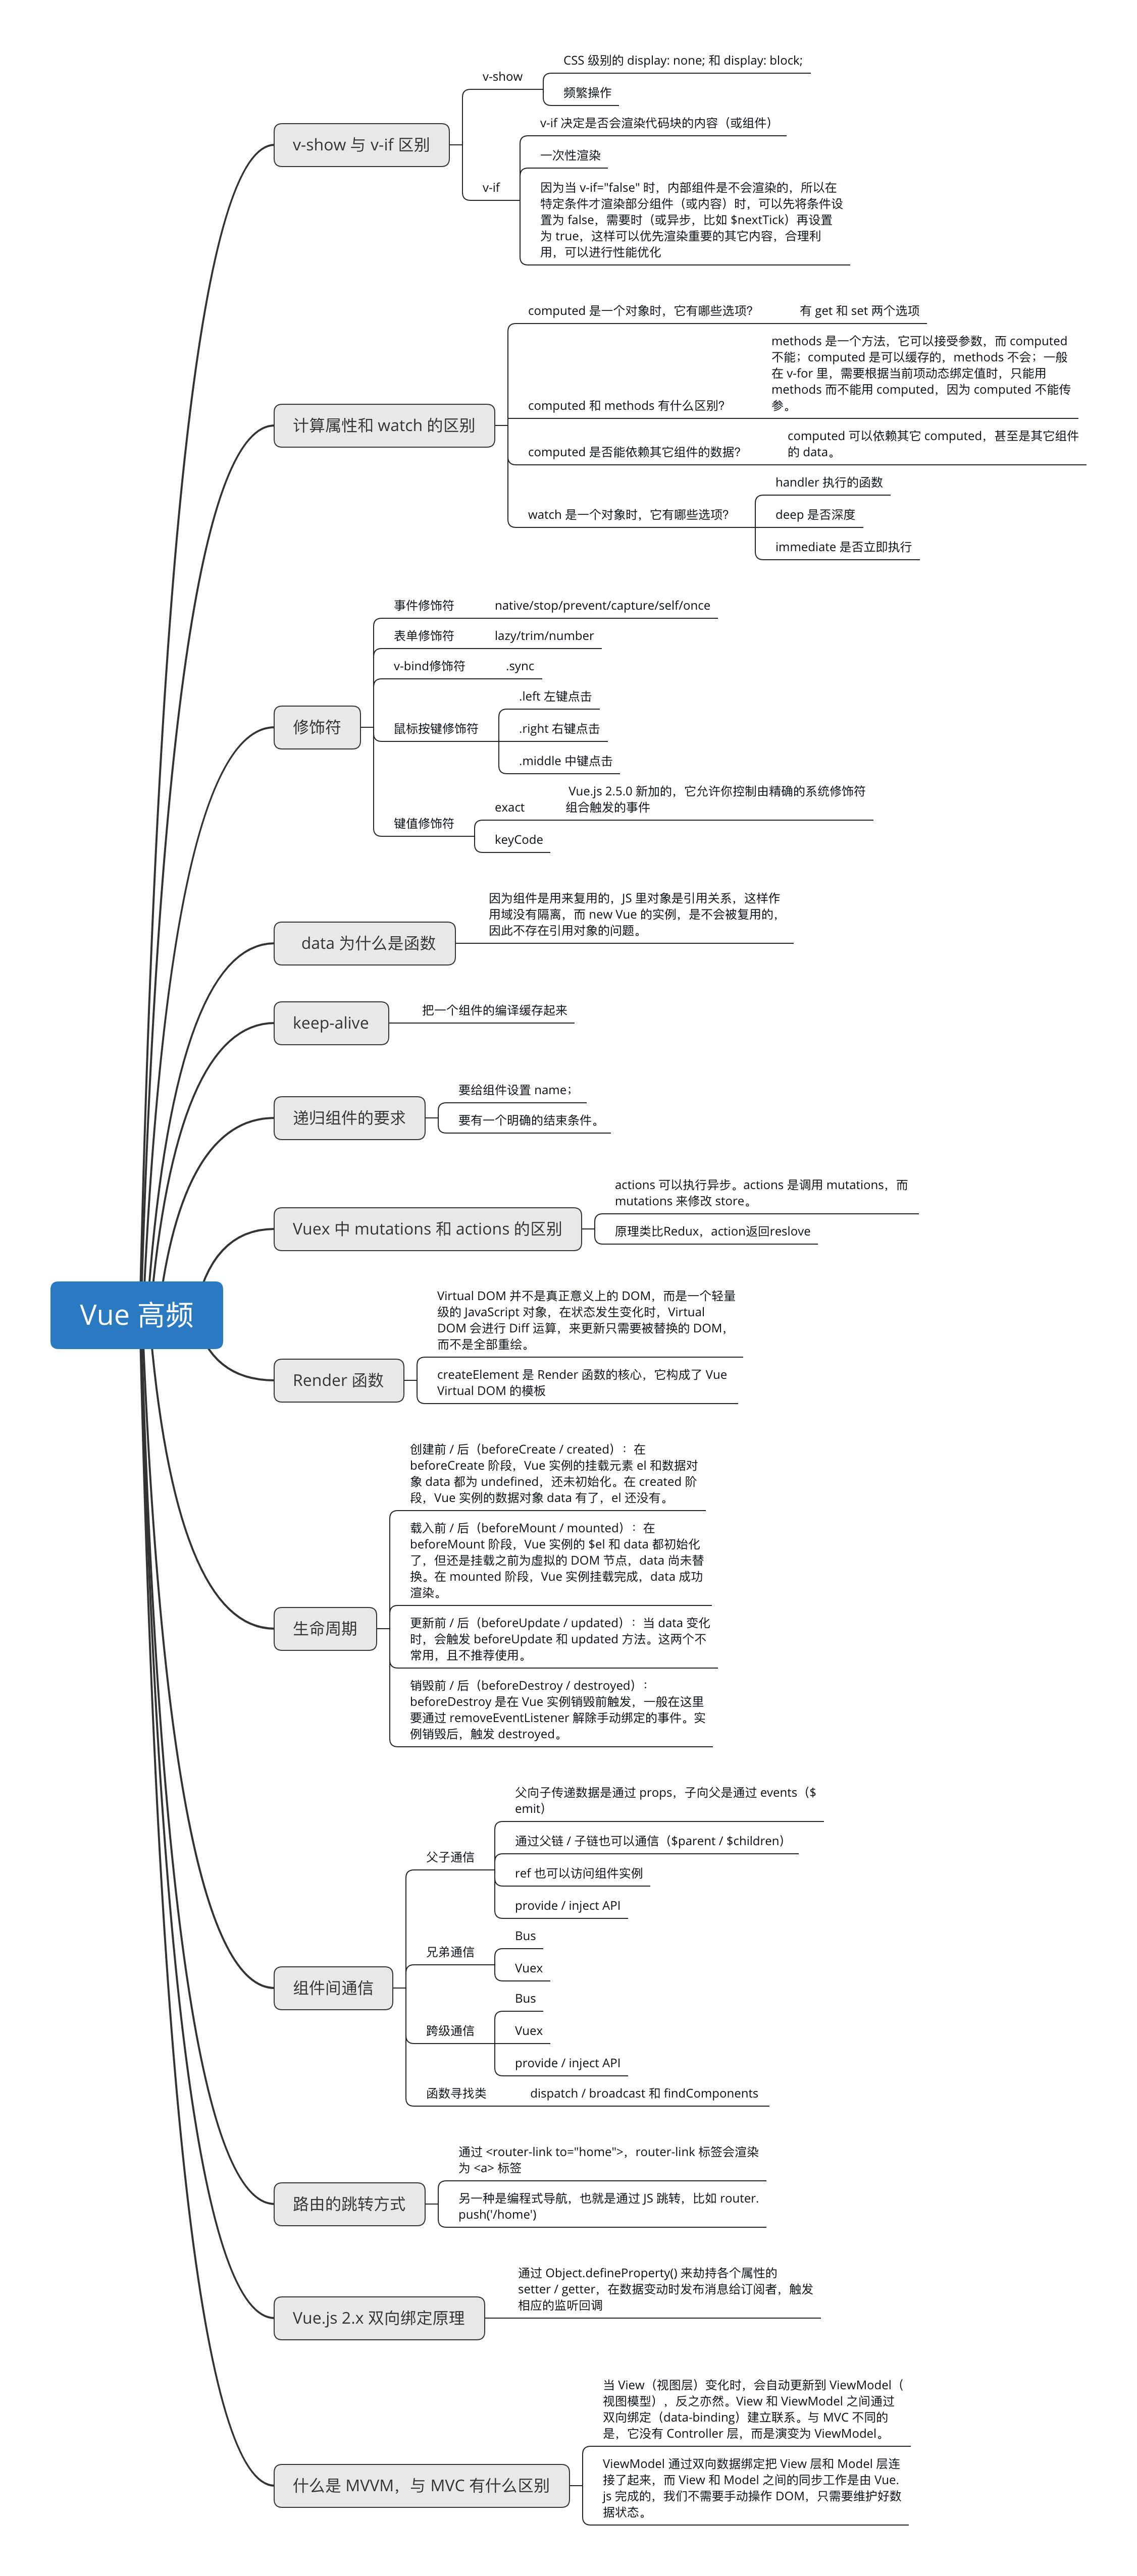 Vue 高频
v-show 与 v-if 区别
v-show
CSS 级别的 display: none; 和 display: block;
频繁操作
v-if
v-if 决定是否会渲染代码块的内容（或组件）
一次性渲染
因为当 v-if="false" 时，内部组件是不会渲染的，所以在
特定条件才渲染部分组件（或内容）时，可以先将条件设
置为 false，需要时（或异步，比如 $nextTick）再设置
为 true，这样可以优先渲染重要的其它内容，合理利
用，可以进行性能优化
计算属性和 watch 的区别
computed 是一个对象时，它有哪些选项？
有 get 和 set 两个选项
computed 和 methods 有什么区别？
methods 是一个方法，它可以接受参数，而 computed
不能；computed 是可以缓存的，methods 不会；一般
在 v-for 里，需要根据当前项动态绑定值时，只能用
methods 而不能用 computed，因为 computed 不能传
参。
computed 是否能依赖其它组件的数据？
computed 可以依赖其它 computed，甚至是其它组件
的 data。
watch 是一个对象时，它有哪些选项？
handler 执行的函数
deep 是否深度
immediate 是否立即执行
修饰符
事件修饰符
native/stop/prevent/capture/self/once
表单修饰符
lazy/trim/number
v-bind修饰符
.sync
鼠标按键修饰符
.left 左键点击
.right 右键点击
.middle 中键点击
键值修饰符
exact
Vue.js 2.5.0 新加的，它允许你控制由精确的系统修饰符
组合触发的事件
keyCode
data 为什么是函数
因为组件是用来复用的，JS 里对象是引用关系，这样作
用域没有隔离，而 new Vue 的实例，是不会被复用的，
因此不存在引用对象的问题。
keep-alive
把一个组件的编译缓存起来
递归组件的要求
要给组件设置 name；
要有一个明确的结束条件。
Vuex 中 mutations 和 actions 的区别
actions 可以执行异步。actions 是调用 mutations，而
mutations 来修改 store。
原理类比Redux，action返回reslove
Render 函数
Virtual DOM 并不是真正意义上的 DOM，而是一个轻量
级的 JavaScript 对象，在状态发生变化时，Virtual
DOM 会进行 Diff 运算，来更新只需要被替换的 DOM，
而不是全部重绘。
createElement 是 Render 函数的核心，它构成了 Vue
Virtual DOM 的模板
生命周期
创建前 / 后（beforeCreate / created）：在
beforeCreate 阶段，Vue 实例的挂载元素 el 和数据对
象 data 都为 undefined，还未初始化。在 created 阶
段，Vue 实例的数据对象 data 有了，el 还没有。
载入前 / 后（beforeMount / mounted）：在
beforeMount 阶段，Vue 实例的 $el 和 data 都初始化
了，但还是挂载之前为虚拟的 DOM 节点，data 尚未替
换。在 mounted 阶段，Vue 实例挂载完成，data 成功
渲染。
更新前 / 后（beforeUpdate / updated）：当 data 变化
时，会触发 beforeUpdate 和 updated 方法。这两个不
常用，且不推荐使用。
销毁前 / 后（beforeDestroy / destroyed）：
beforeDestroy 是在 Vue 实例销毁前触发，一般在这里
要通过 removeEventListener 解除手动绑定的事件。实
例销毁后，触发 destroyed。
组件间通信
父子通信
父向子传递数据是通过 props，子向父是通过 events（$
emit）
通过父链 / 子链也可以通信（$parent / $children）
ref 也可以访问组件实例
provide / inject API
兄弟通信
Bus
Vuex
跨级通信
Bus
Vuex
provide / inject API
函数寻找类
dispatch / broadcast 和 findComponents
路由的跳转方式
通过 <router-link to="home">，router-link 标签会渲染
为 <a> 标签
另一种是编程式导航，也就是通过 JS 跳转，比如 router.
push('/home')
Vue.js 2.x 双向绑定原理
通过 Object.defineProperty() 来劫持各个属性的
setter / getter，在数据变动时发布消息给订阅者，触发
相应的监听回调
什么是 MVVM，与 MVC 有什么区别
当 View（视图层）变化时，会自动更新到 ViewModel（
视图模型），反之亦然。View 和 ViewModel 之间通过
双向绑定（data-binding）建立联系。与 MVC 不同的
是，它没有 Controller 层，而是演变为 ViewModel。
ViewModel 通过双向数据绑定把 View 层和 Model 层连
接了起来，而 View 和 Model 之间的同步工作是由 Vue.
js 完成的，我们不需要手动操作 DOM，只需要维护好数
据状态。